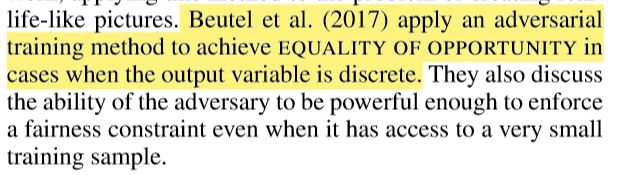 life-like pictures. Beutel et al. (2017) apply an adversarial
training method to achieve EQUALITY OF OPPORTUNITY in
cases when the output variable is discrete. They also discuss
the ability of the adversary to be powerful enough to enforce
a fairness constraint even when it has access to a very small
training sample.